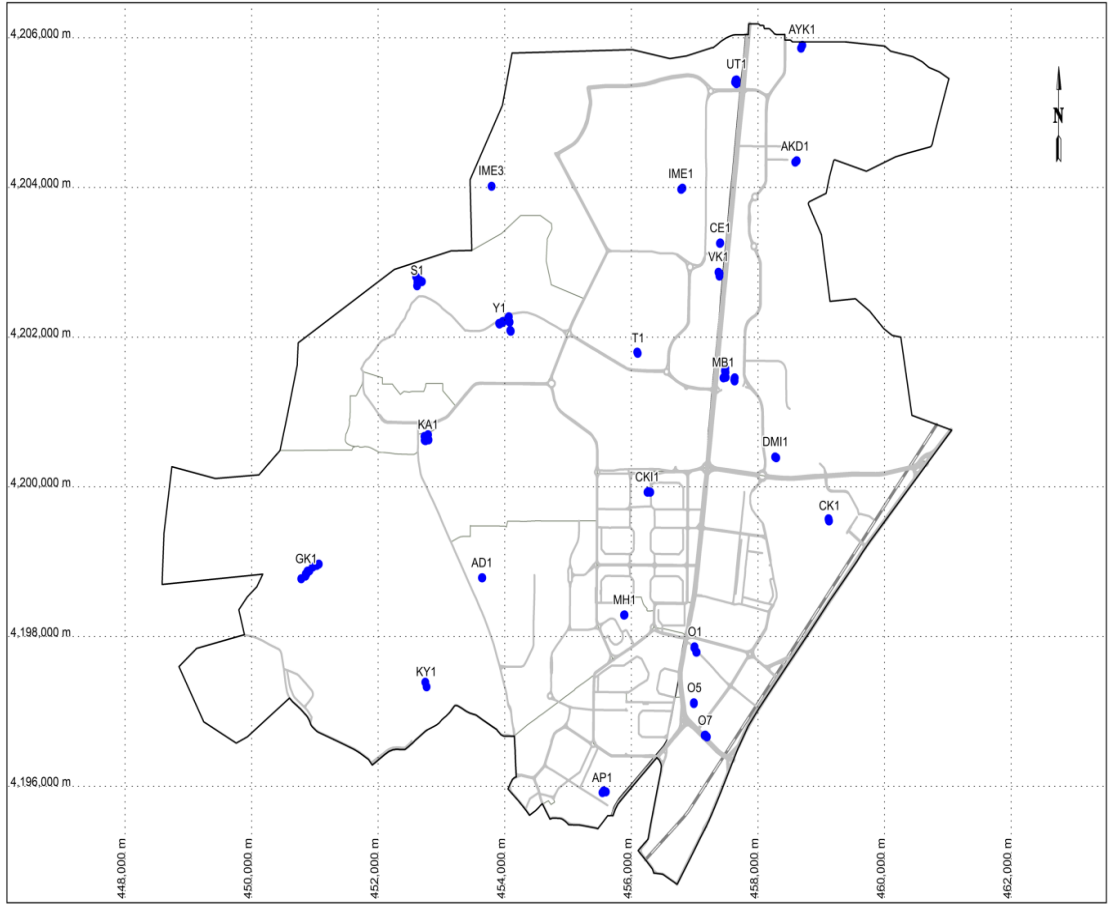 4,206,000 m
AYK1
UT1
N
AKD1
4,204,000 m
IME3
IME1
CE1
VK1
S1
Y1
4,202,000 m
T1
MB1
KA1
DMI1
4,200,000 m
CKI1
CK1
GK1
AD1
MH1
4,198,000 m
O1
KY1
O5
O7
4,196,000 m
AP1
448,000 m
450,000 m
452,000 m
454,000 m
456,000 m
458,000 m
460,000 m
462,000 m